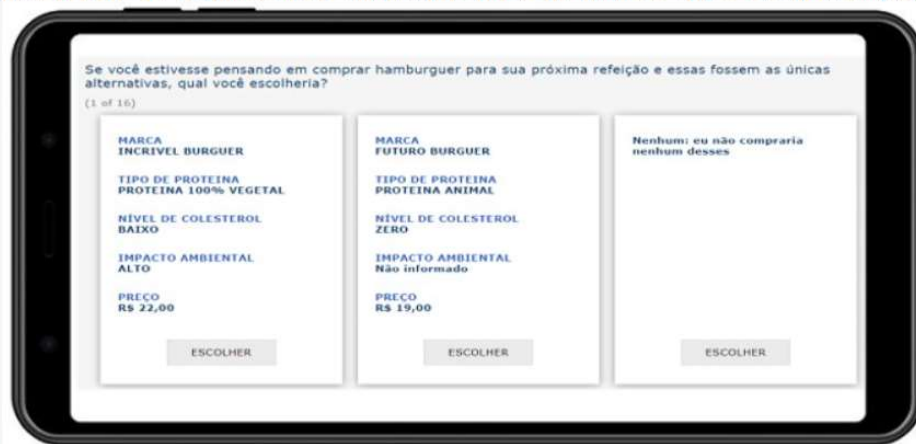 Se você estivesse pensando em comprar hamburguer para sua próxima refeição e essas fossem as únicas
alternativas, qual você escolheria?
(1 of 16)
MARCA
INCRIVEL BURGUER
TIPO DE PROTEINA
PROTEINA 100% VEGETAL
NÍVEL DE COLESTEROL
BAIXO
IMPACTO AMBIENTAL
ALTO
PREÇO
R$ 22,00
ESCOLHER
MARCA
FUTURO BURGUER
TIPO DE PROTEINA
PROTEINA ANIMAL
NÍVEL DE COLESTEROL
ZERO
IMPACTO AMBIENTAL
Não informado
PREÇO
R$ 19,00
ESCOLHER
Nenhum: eu não compraria
nenhum desses
ESCOLHER